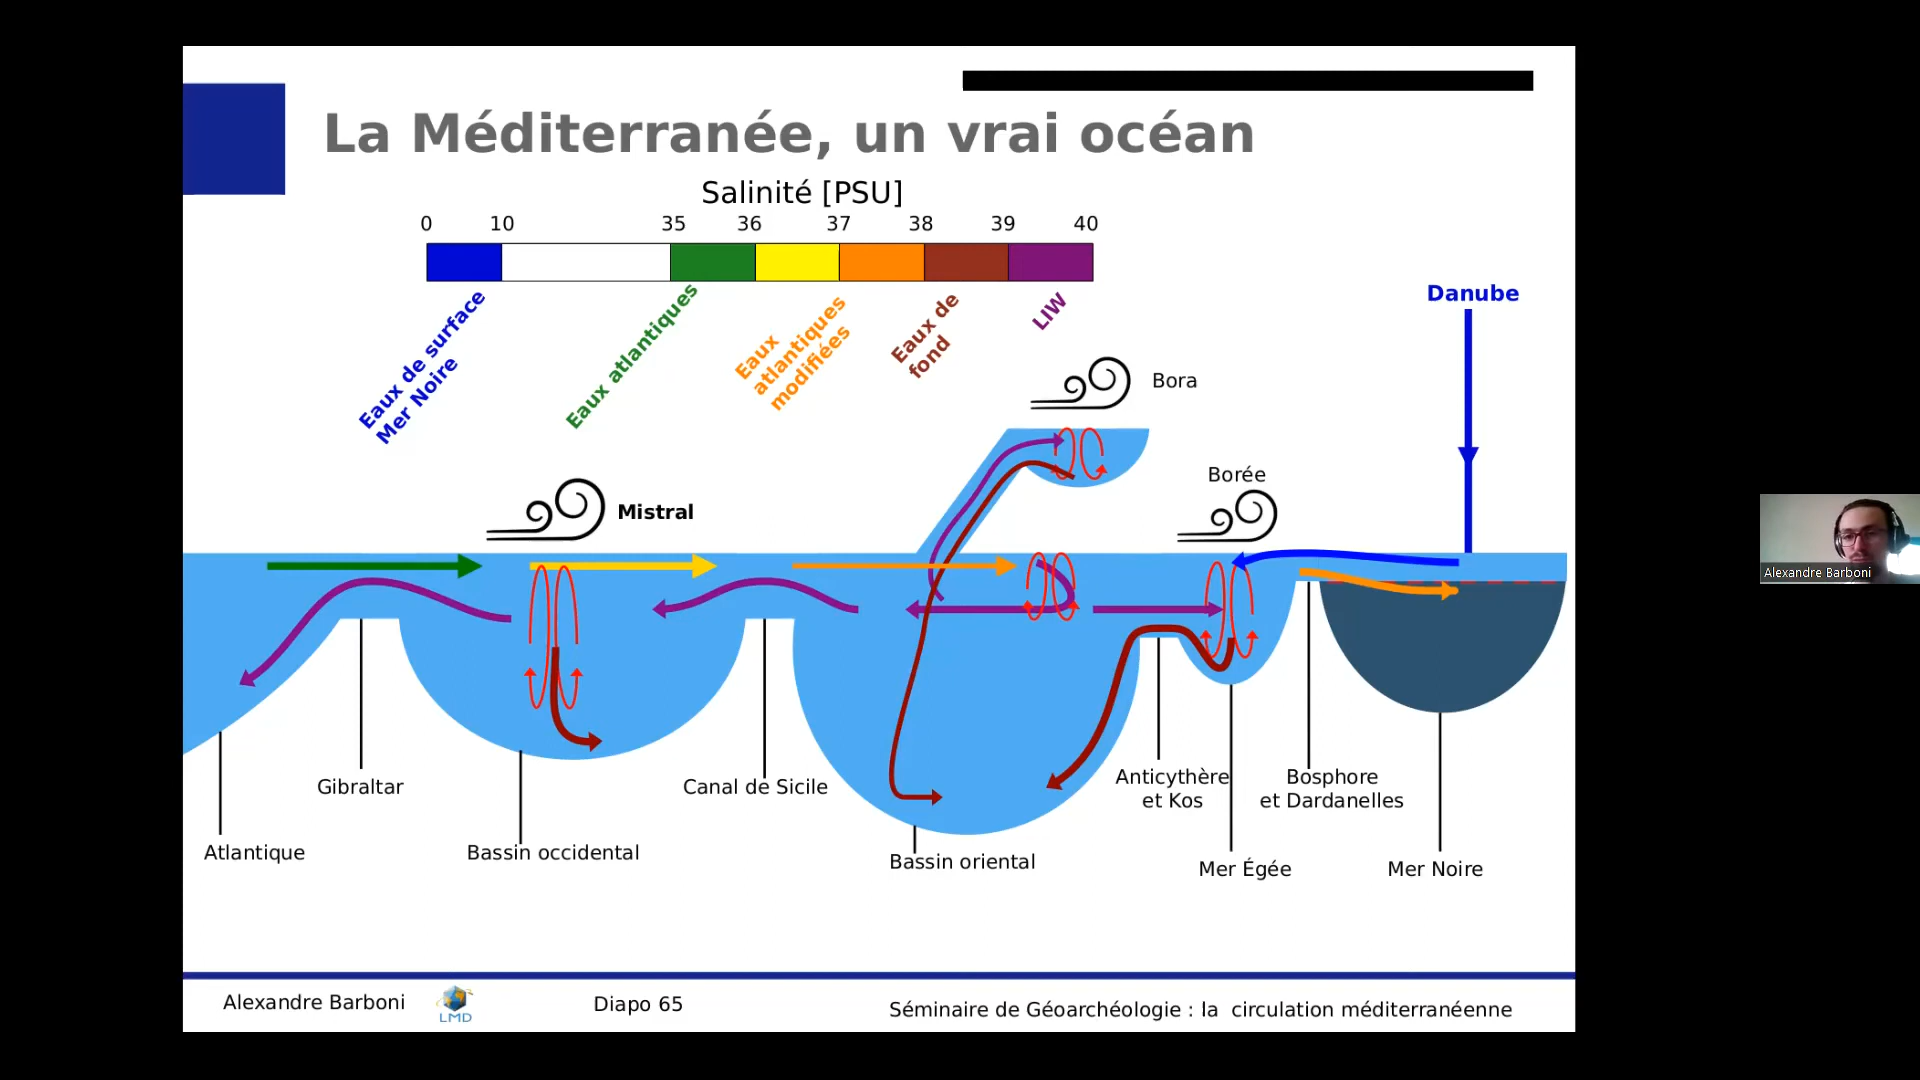 La Méditerranée, un vrai océan
Salinité [PSU]
0 10 35 36 37 38 39 40
Eaux de surface
Mer Noire
Eaux atlantiques
Eaux
atlantiques
modifiées
Eaux de
fond
LIW
Danube
Bora
Borée
Mistral
Alexandre Barboni
Gibraltar
Canal de Sicile
Anticythère
et Kos
Bosphore
et Dardanelles
Atlantique
Bassin occidental
Bassin oriental
Mer Égée
Mer Noire
Alexandre Barboni
LMD
Diapo 65
Séminaire de Géoarchéologie : la circulation méditerranéenne